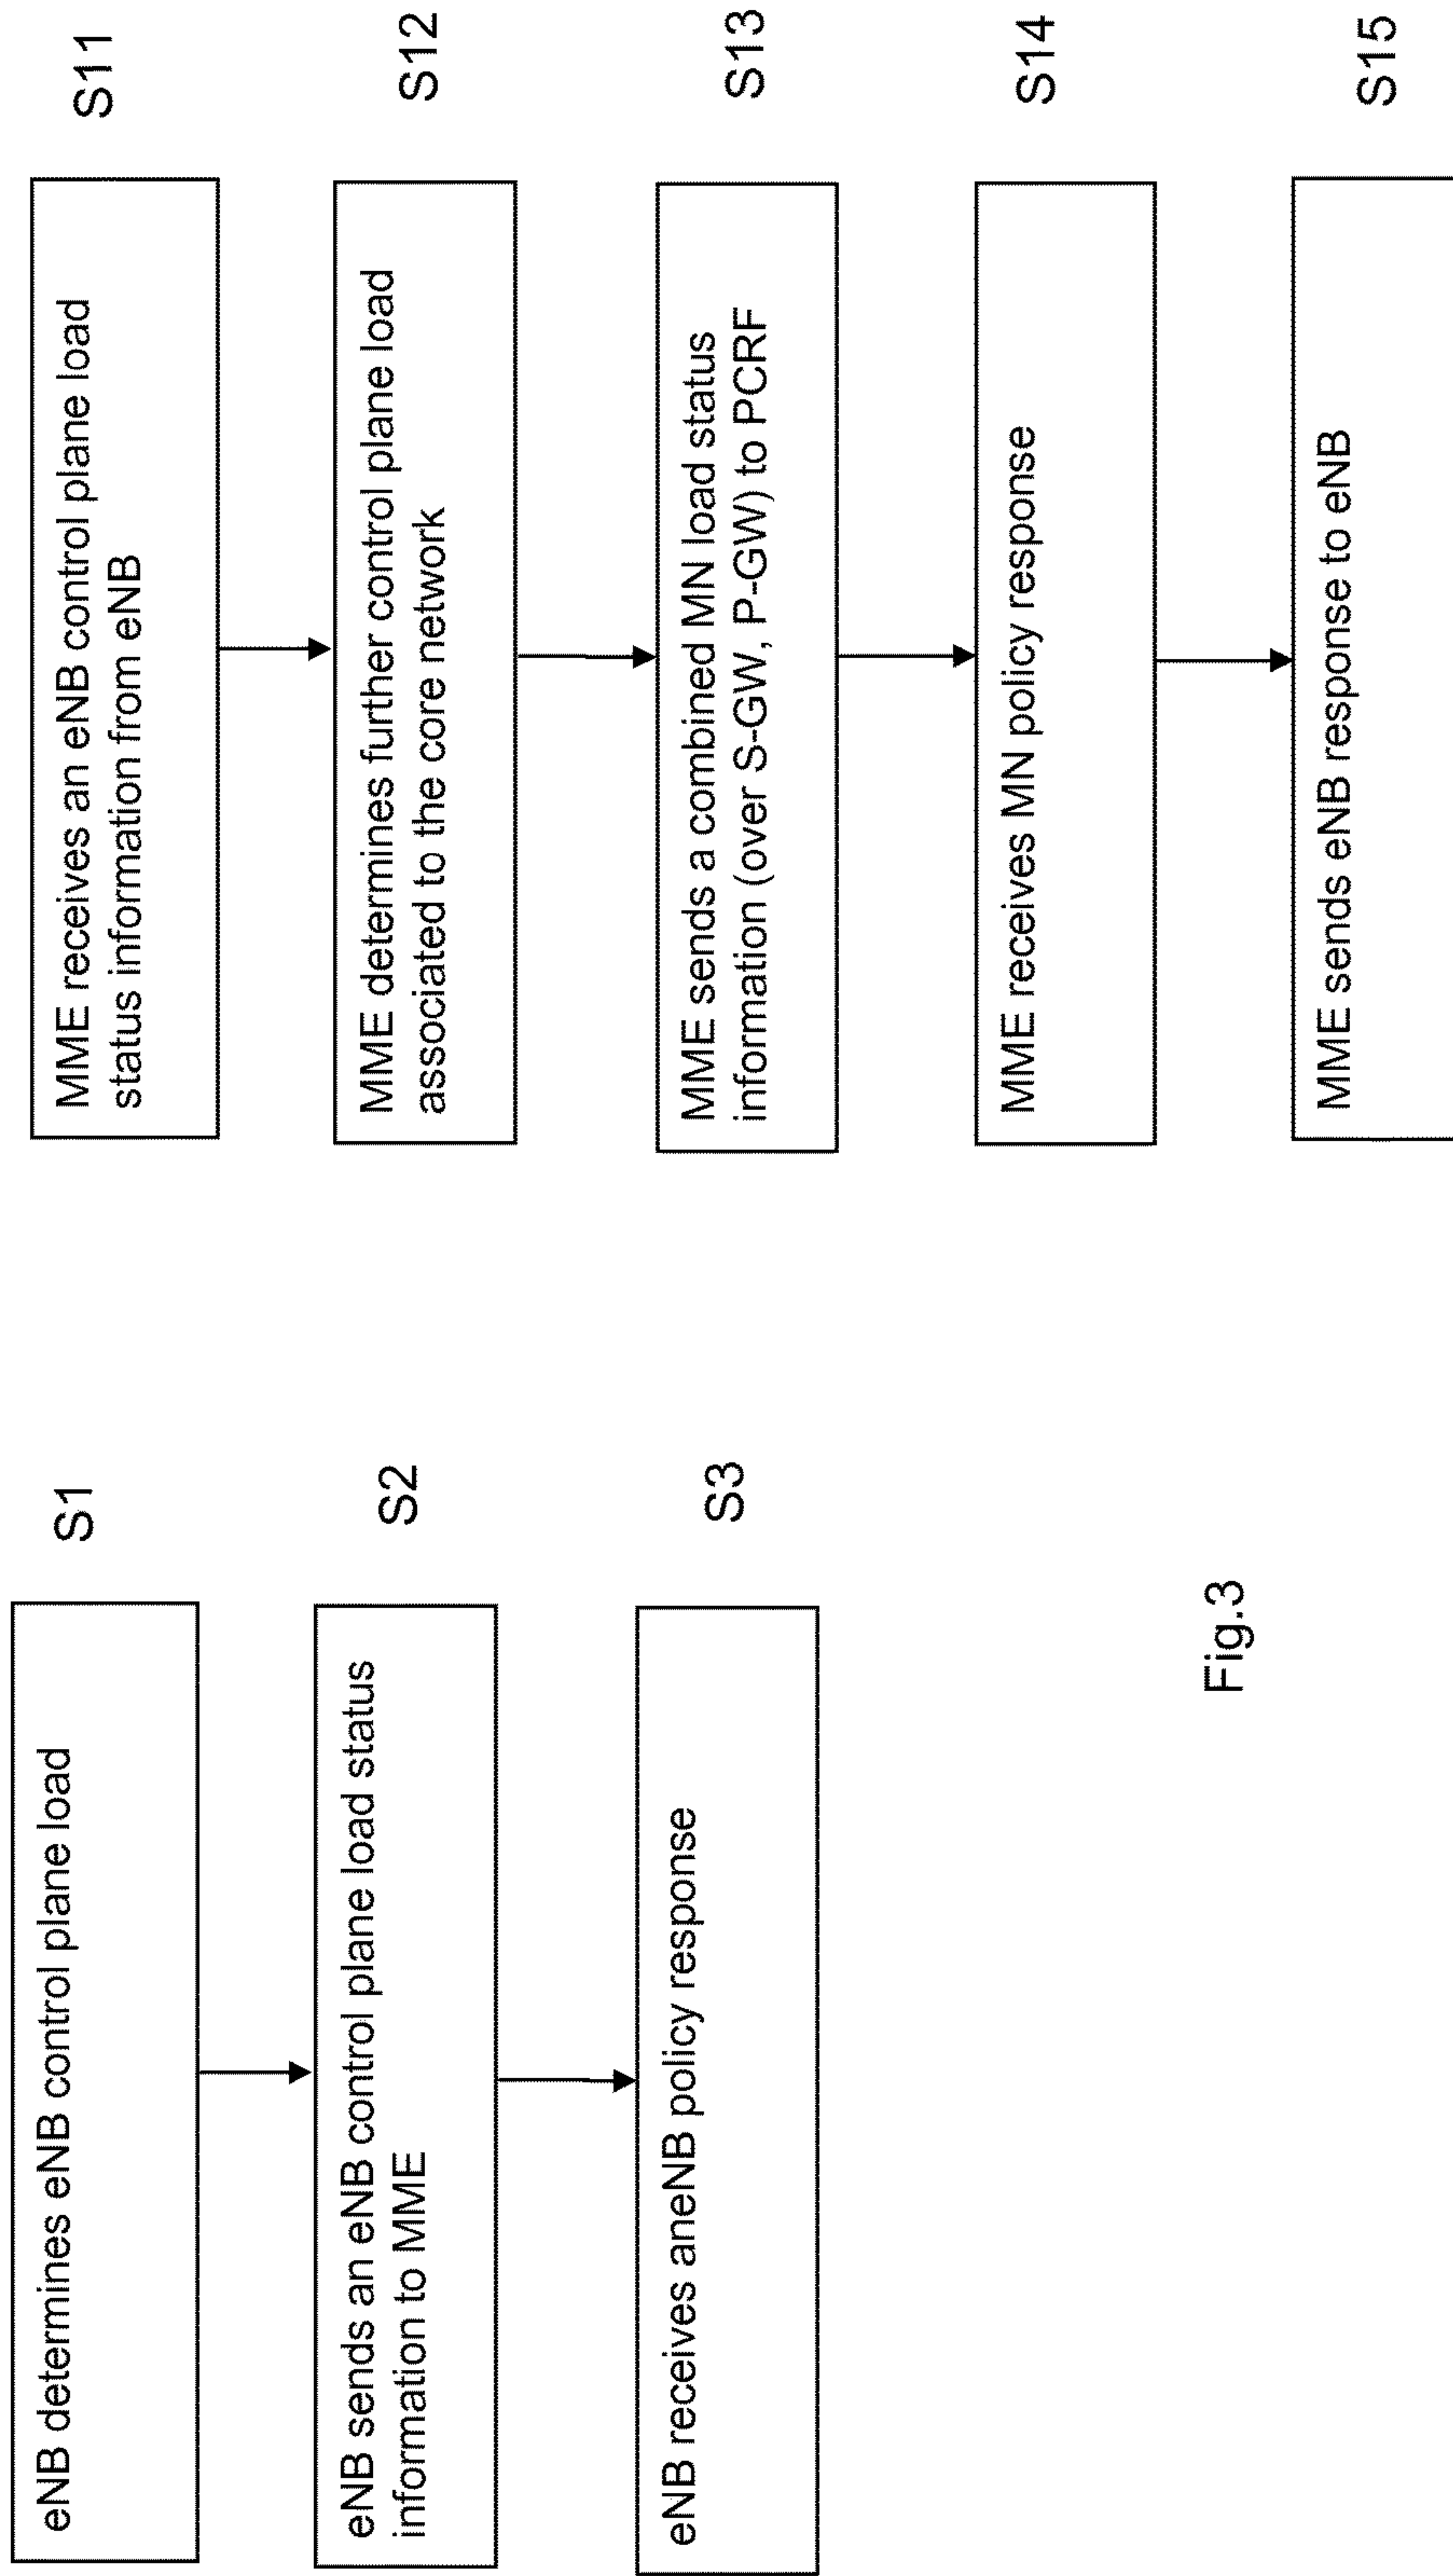 S1
eNB determines eNB control plane load
S2
eNB sends an eNB control plane load status
information to MME
S3
eNB receives aneNB policy response
S11
MME receives an eNB control plane load
status information from eNB
S12
MME determines further control plane load
associated to the core network
S13
MME sends a combined MN load status
information (over S-GW, P-GW) to PCRF
S14
MME receives MN policy response
S15
MME sends eNB response to eNB
Fig.3